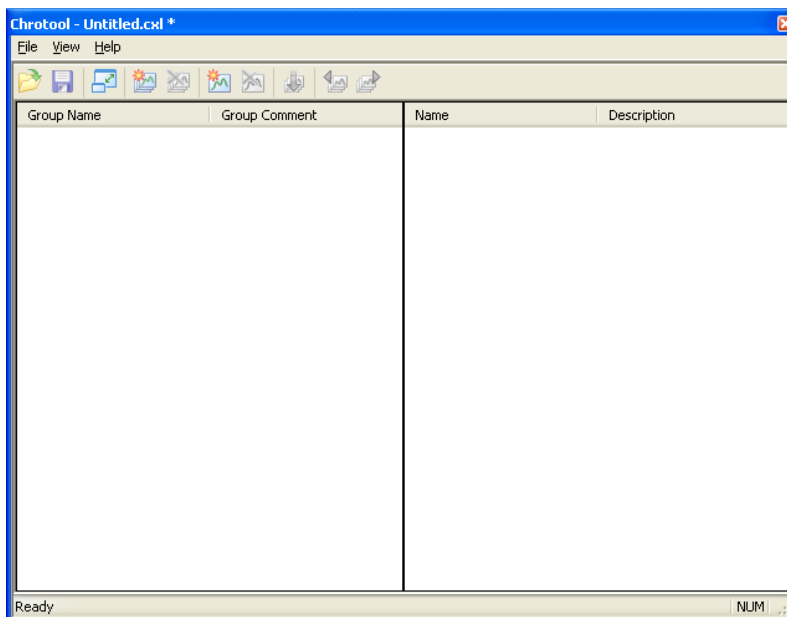 Chrotool - Untitled.cxl *
File View Help
Group Name Group Comment Name Description
Ready NUM